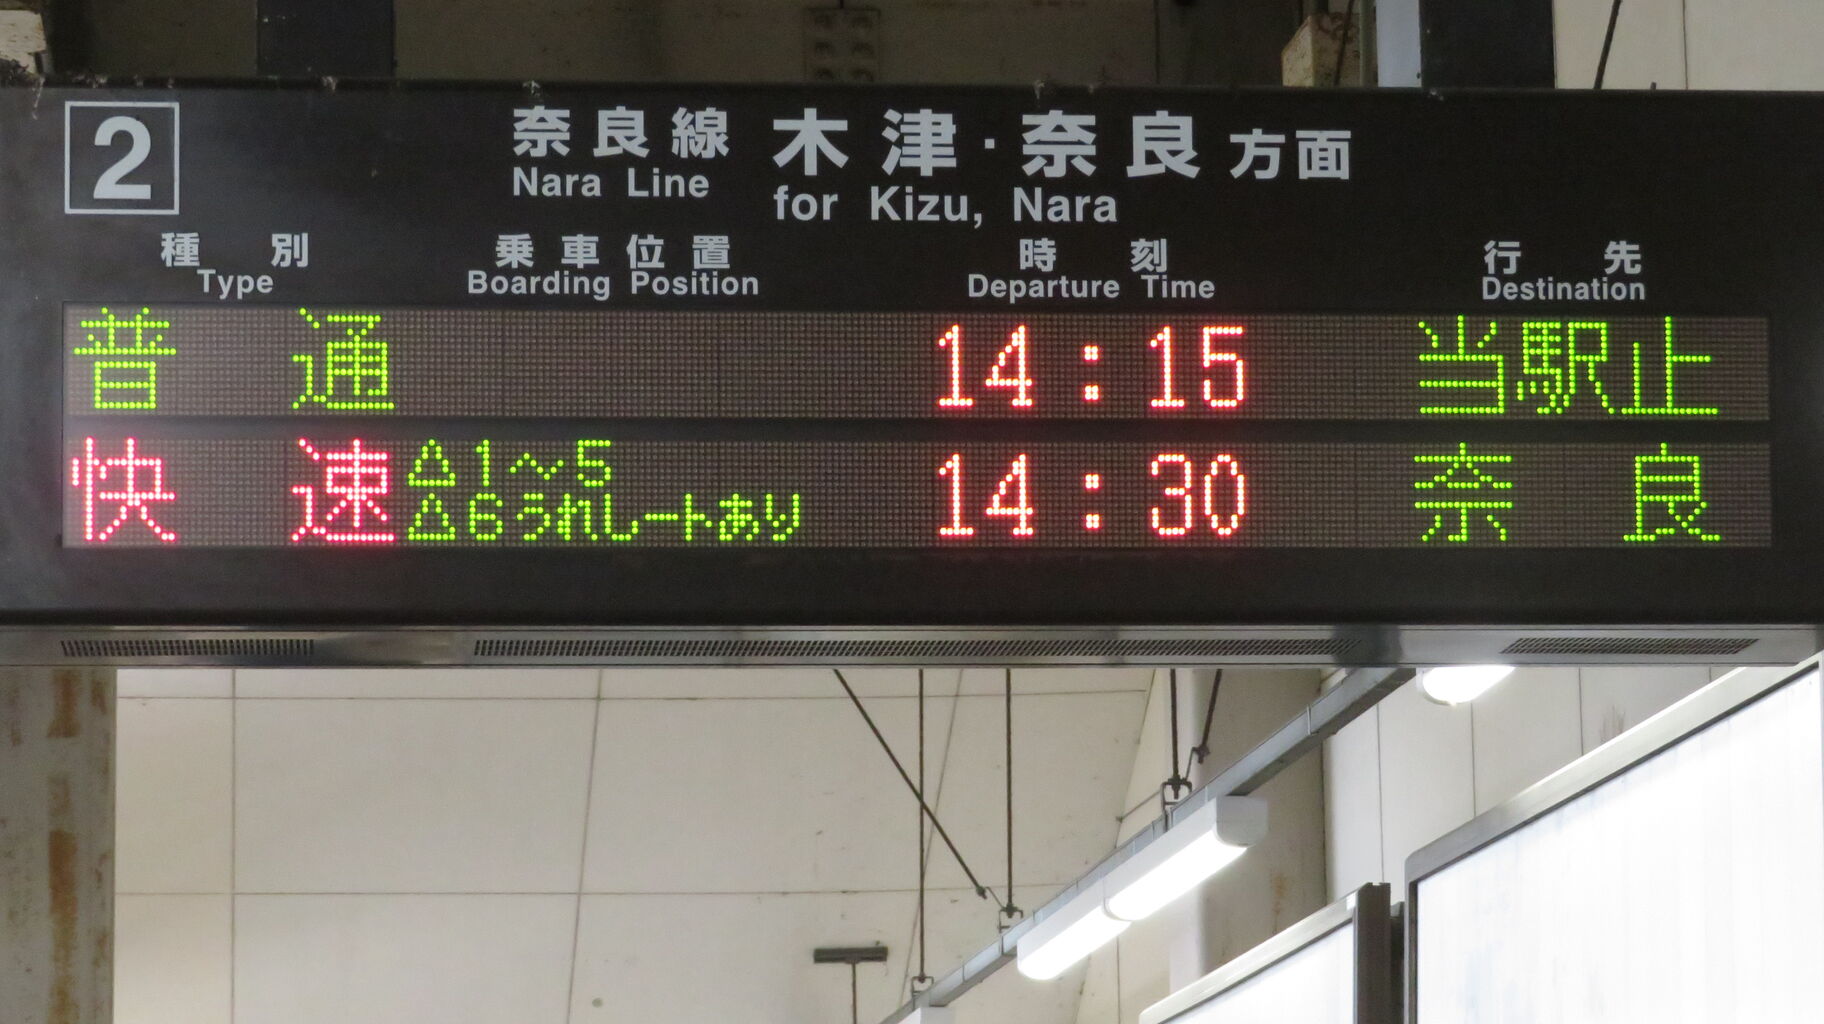 2
奈良線 木津・奈良方面
Nara Line for Kizu, Nara
種別 乗車位置 時刻 行先
Type Boarding Position Departure Time Destination
普通 14:15 当駅止
快速 △1～5 14:30 奈良
△6うれしートあり